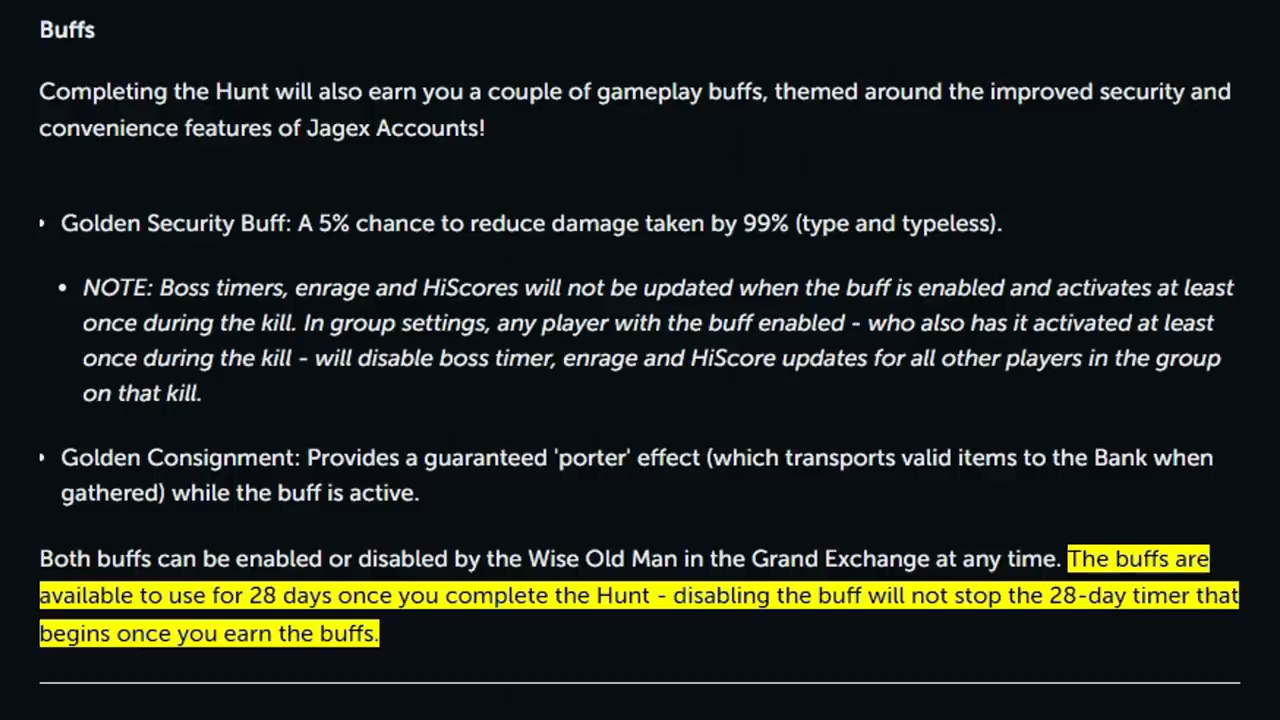 Buffs
Completing the Hunt will also earn you a couple of gameplay buffs, themed around the improved security and
convenience features of Jagex Accounts!
• Golden Security Buff: A 5% chance to reduce damage taken by 99% (type and typeless).
• NOTE: Boss timers, enrage and HiScores will not be updated when the buff is enabled and activates at least
once during the kill. In group settings, any player with the buff enabled - who also has it activated at least
once during the kill - will disable boss timer, enrage and HiScore updates for all other players in the group
on that kill.
• Golden Consignment: Provides a guaranteed 'porter' effect (which transports valid items to the Bank when
gathered) while the buff is active.
Both buffs can be enabled or disabled by the Wise Old Man in the Grand Exchange at any time. The buffs are
available to use for 28 days once you complete the Hunt - disabling the buff will not stop the 28-day timer that
begins once you earn the buffs.